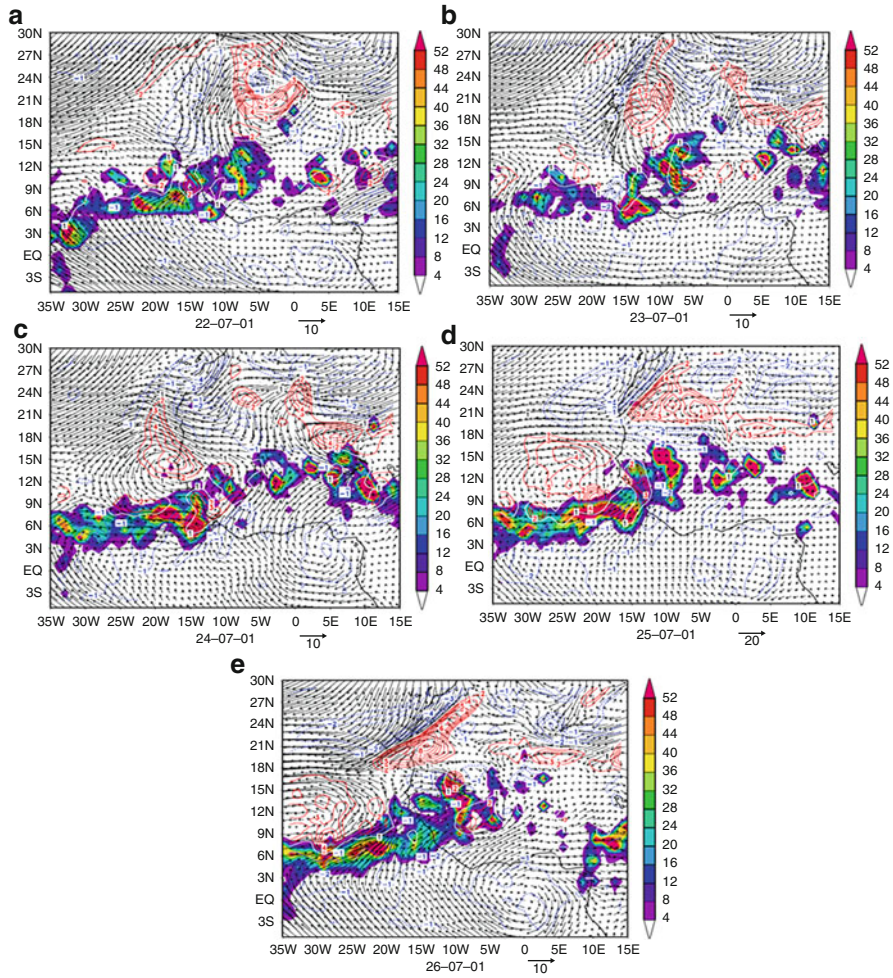 a
30N
27N
24N
21N
18N
15N
12N
9N
6N
3N
EQ
3S
35W 30W 25W 20W 15W 10W 5W 0 5E 10E 15E
22–07–01 10
52
48
44
40
36
32
28
24
20
16
12
8
4
b
30N
27N
24N
21N
18N
15N
12N
9N
6N
3N
EQ
3S
35W 30W 25W 20W 15W 10W 5W 0 5E 10E 15E
23–07–01 10
52
48
44
40
36
32
28
24
20
16
12
8
4
c
30N
27N
24N
21N
18N
15N
12N
9N
6N
3N
EQ
3S
35W 30W 25W 20W 15W 10W 5W 0 5E 10E 15E
24–07–01 10
52
48
44
40
36
32
28
24
20
16
12
8
4
d
30N
27N
24N
21N
18N
15N
12N
9N
6N
3N
EQ
3S
35W 30W 25W 20W 15W 10W 5W 0 5E 10E 15E
25–07–01 20
52
48
44
40
36
32
28
24
20
16
12
8
4
e
30N
27N
24N
21N
18N
15N
12N
9N
6N
3N
EQ
3S
35W 30W 25W 20W 15W 10W 5W 0 5E 10E 15E
26–07–01 10
52
48
44
40
36
32
28
24
20
16
12
8
4